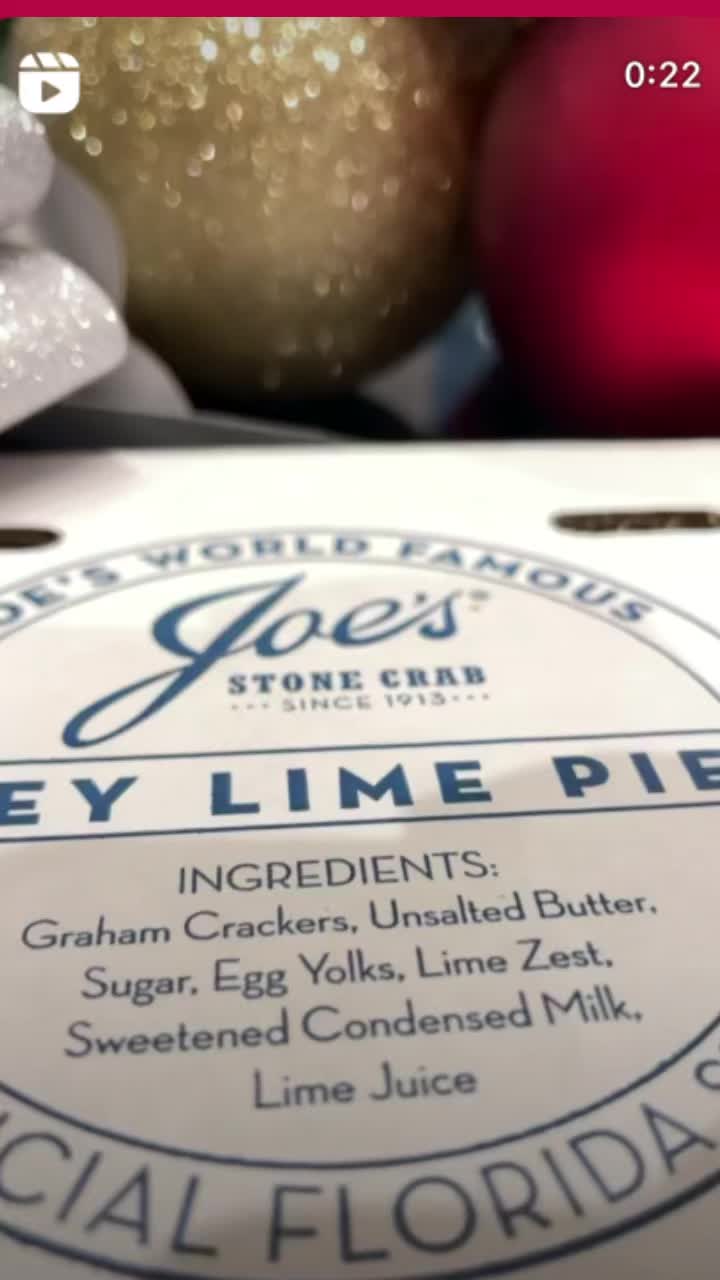 0:22
OE'S WORLD FAMOUS
Joe's®
STONE CRAB
••• SINCE 1913 •••
EY LIME PIE
INGREDIENTS:
Graham Crackers, Unsalted Butter,
Sugar, Egg Yolks, Lime Zest,
Sweetened Condensed Milk,
Lime Juice
CIAL FLORIDA